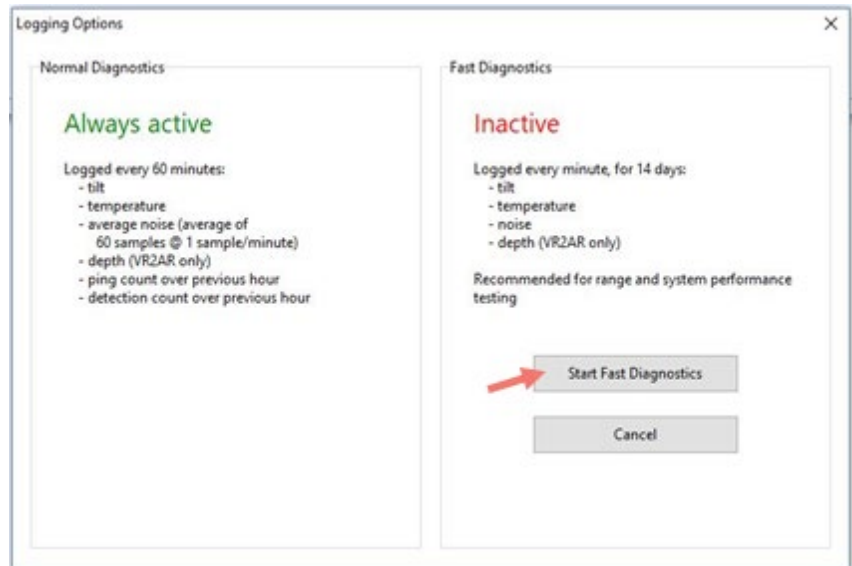 Logging Options
Normal Diagnostics
Always active
Logged every 60 minutes:
- tilt
- temperature
- average noise (average of
60 samples @ 1 sample/minute)
- depth (VR2AR only)
- ping count over previous hour
- detection count over previous hour
Fast Diagnostics
Inactive
Logged every minute, for 14 days:
- tilt
- temperature
- noise
- depth (VR2AR only)
Recommended for range and system performance
testing
Start Fast Diagnostics
Cancel